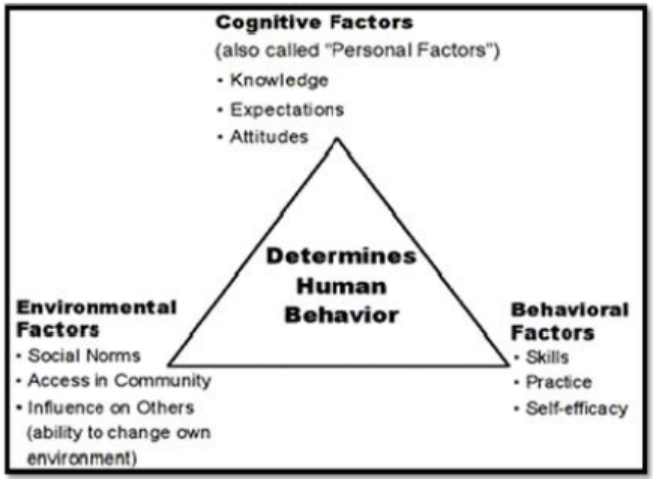 Cognitive Factors
(also called "Personal Factors")
• Knowledge
• Expectations
• Attitudes
Determines
Human
Behavior
Environmental
Factors
• Social Norms
• Access in Community
• Influence on Others
(ability to change own
environment)
Behavioral
Factors
• Skills
• Practice
• Self-efficacy